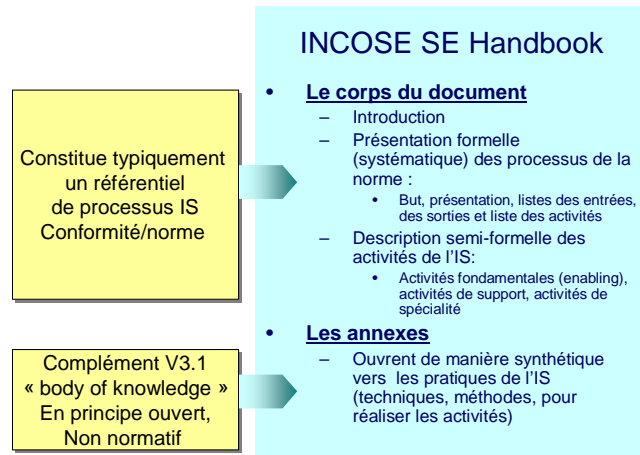 INCOSE SE Handbook
Constitue typiquement
un référentiel
de processus IS
Conformité/norme
• Le corps du document
– Introduction
– Présentation formelle
(systématique) des processus de la
norme :
• But, présentation, listes des entrées,
des sorties et liste des activités
– Description semi-formelle des
activités de l'IS:
• Activités fondamentales (enabling),
activités de support, activités de
spécialité
• Les annexes
– Ouvrent de manière synthétique
vers les pratiques de l'IS
(techniques, méthodes, pour
réaliser les activités)
Complément V3.1
« body of knowledge »
En principe ouvert,
Non normatif